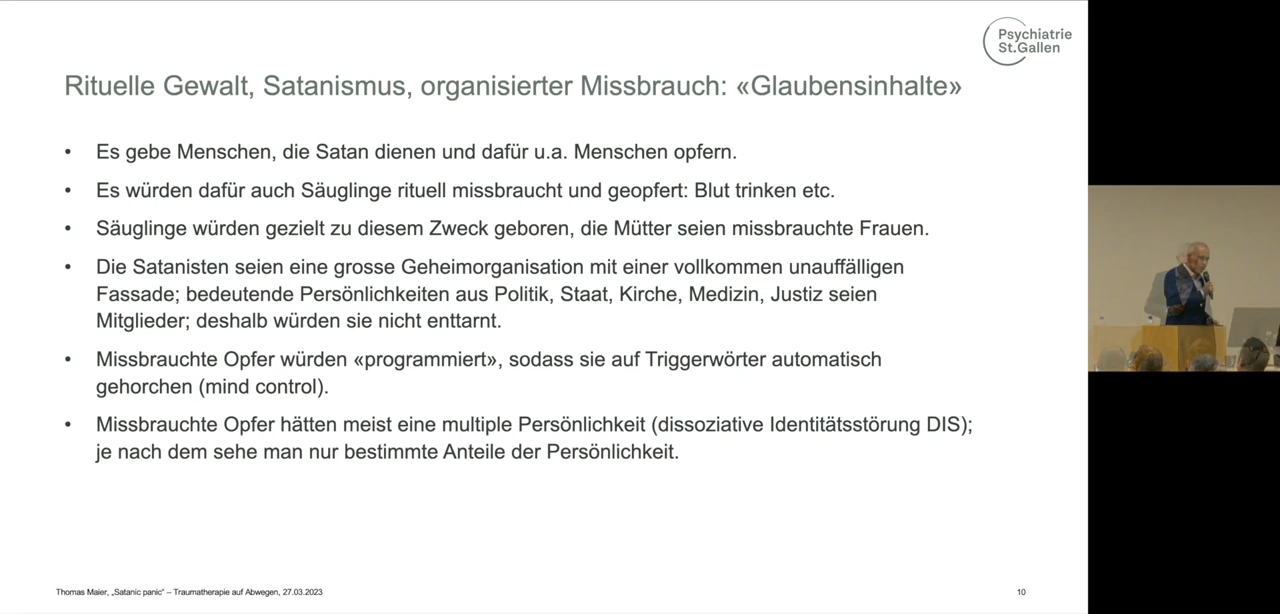 Psychiatrie
St.Gallen
Rituelle Gewalt, Satanismus, organisierter Missbrauch: «Glaubensinhalte»
• Es gebe Menschen, die Satan dienen und dafür u.a. Menschen opfern.
• Es würden dafür auch Säuglinge rituell missbraucht und geopfert: Blut trinken etc.
• Säuglinge würden gezielt zu diesem Zweck geboren, die Mütter seien missbrauchte Frauen.
• Die Satanisten seien eine grosse Geheimorganisation mit einer vollkommen unauffälligen
Fassade; bedeutende Persönlichkeiten aus Politik, Staat, Kirche, Medizin, Justiz seien
Mitglieder; deshalb würden sie nicht enttarnt.
• Missbrauchte Opfer würden «programmiert», sodass sie auf Triggerwörter automatisch
gehorchen (mind control).
• Missbrauchte Opfer hätten meist eine multiple Persönlichkeit (dissoziative Identitätsstörung DIS);
je nach dem sehe man nur bestimmte Anteile der Persönlichkeit.
Thomas Maier, „Satanic panic“ – Traumatherapie auf Abwegen, 27.03.2023
10